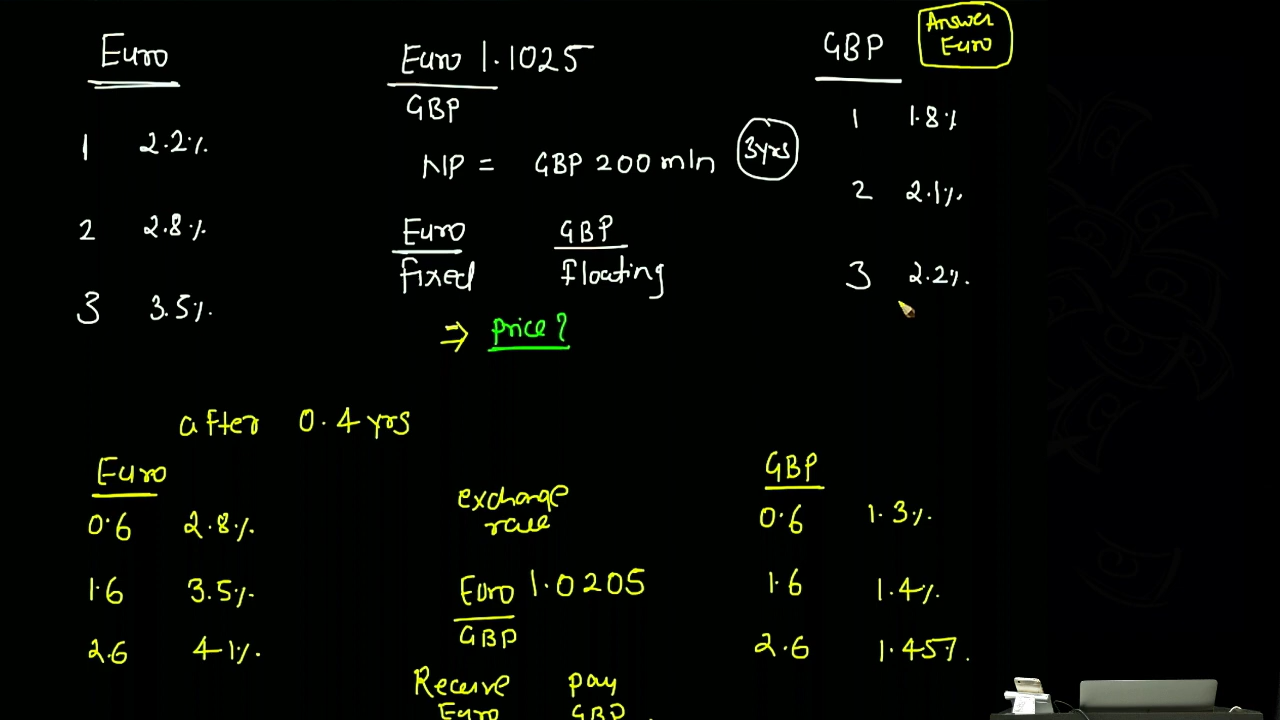 Answer
Euro
Euro
Euro 1.1025
GBP
GBP
1 2.2%
2 2.8%
3 3.5%
NP = GBP 200 mln
3yrs
Euro GBP
fixed floating
⇒ price?
1 1.8%
2 2.1%
3 2.2%
after 0.4 yrs
Euro
0.6 2.8%
1.6 3.5%
2.6 4.1%
exchange
rate
Euro 1.0205
GBP
GBP
0.6 1.3%
1.6 1.4%
2.6 1.45%
Receive pay
Euro GBP